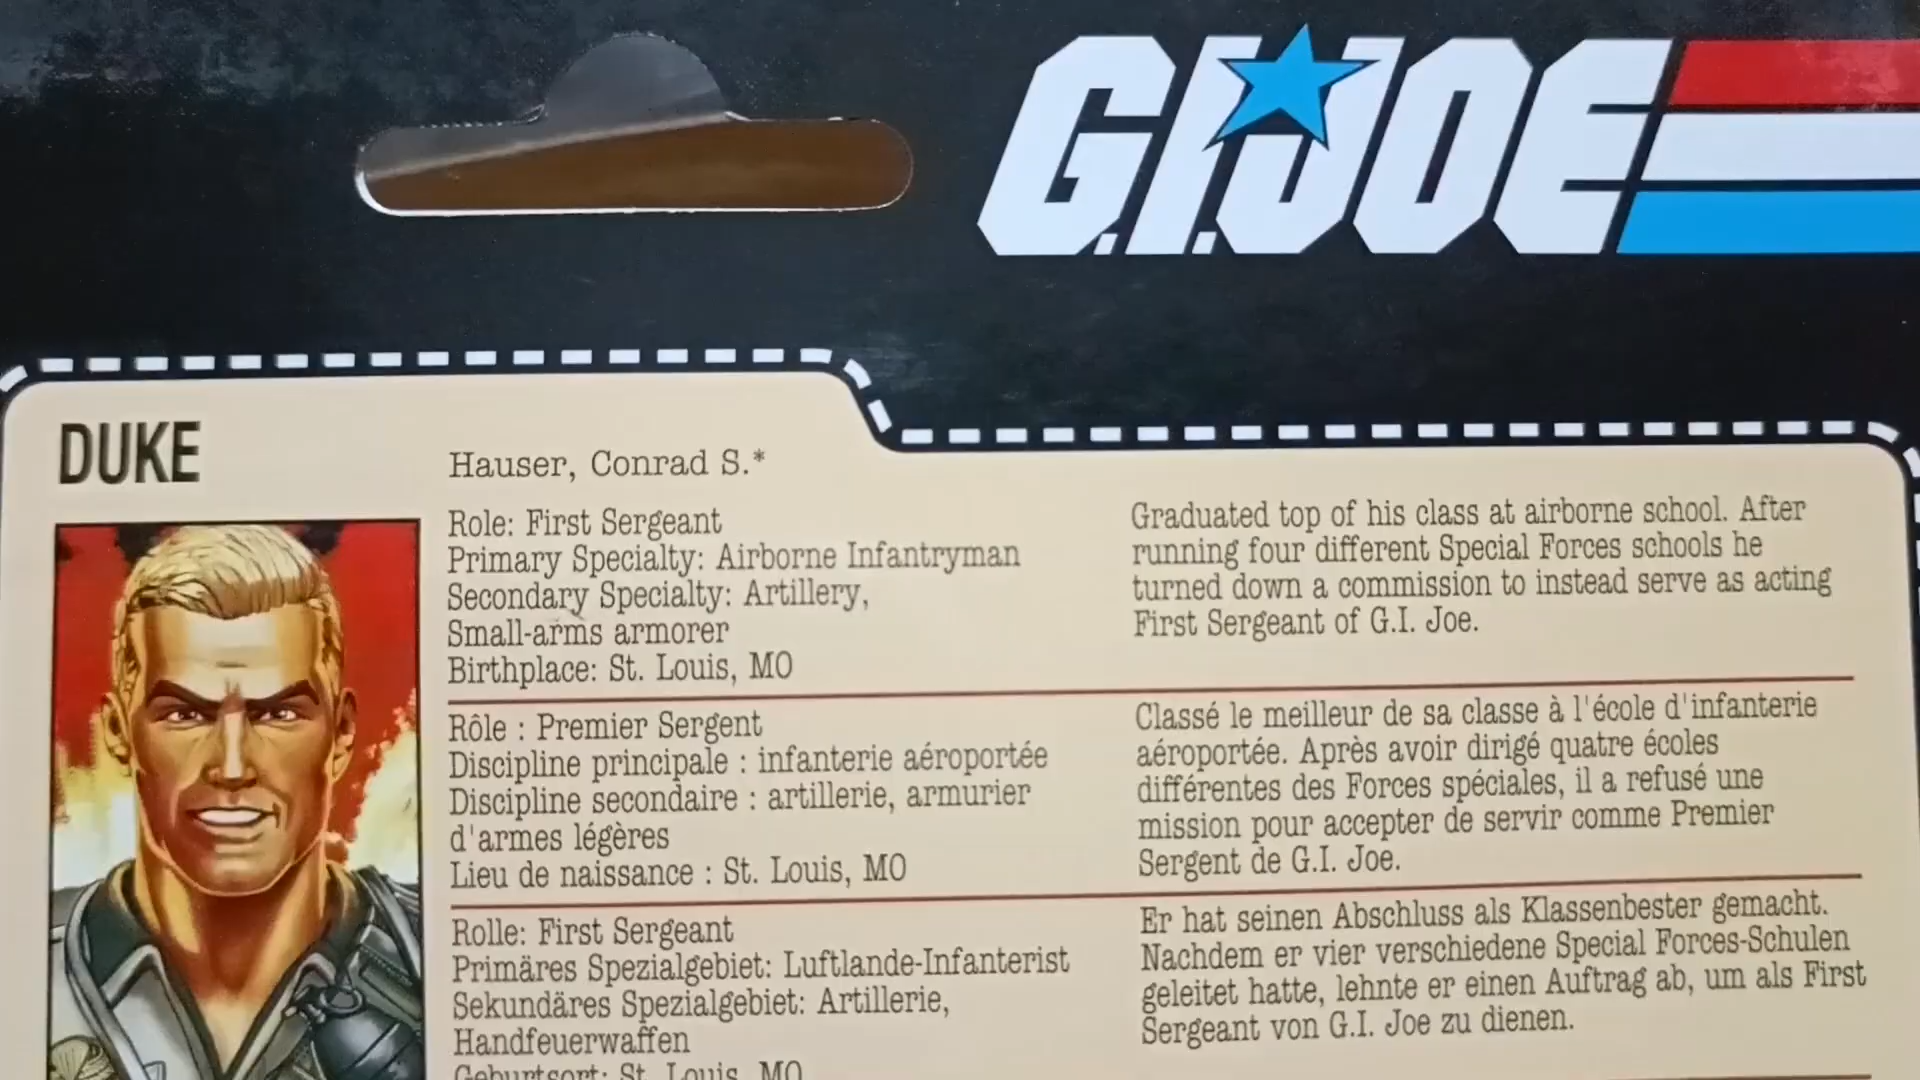 G.I.JOE
DUKE
Hauser, Conrad S.*
Role: First Sergeant
Primary Specialty: Airborne Infantryman
Secondary Specialty: Artillery,
Small-arms armorer
Birthplace: St. Louis, MO
Graduated top of his class at airborne school. After
running four different Special Forces schools he
turned down a commission to instead serve as acting
First Sergeant of G.I. Joe.
Rôle : Premier Sergent
Discipline principale : infanterie aéroportée
Discipline secondaire : artillerie, armurier
d'armes légères
Lieu de naissance : St. Louis, MO
Classé le meilleur de sa classe à l'école d'infanterie
aéroportée. Après avoir dirigé quatre écoles
différentes des Forces spéciales, il a refusé une
mission pour accepter de servir comme Premier
Sergent de G.I. Joe.
Rolle: First Sergeant
Primäres Spezialgebiet: Luftlande-Infanterist
Sekundäres Spezialgebiet: Artillerie,
Handfeuerwaffen
Geburtsort: St. Louis, MO
Er hat seinen Abschluss als Klassenbester gemacht.
Nachdem er vier verschiedene Special Forces-Schulen
geleitet hatte, lehnte er einen Auftrag ab, um als First
Sergeant von G.I. Joe zu dienen.